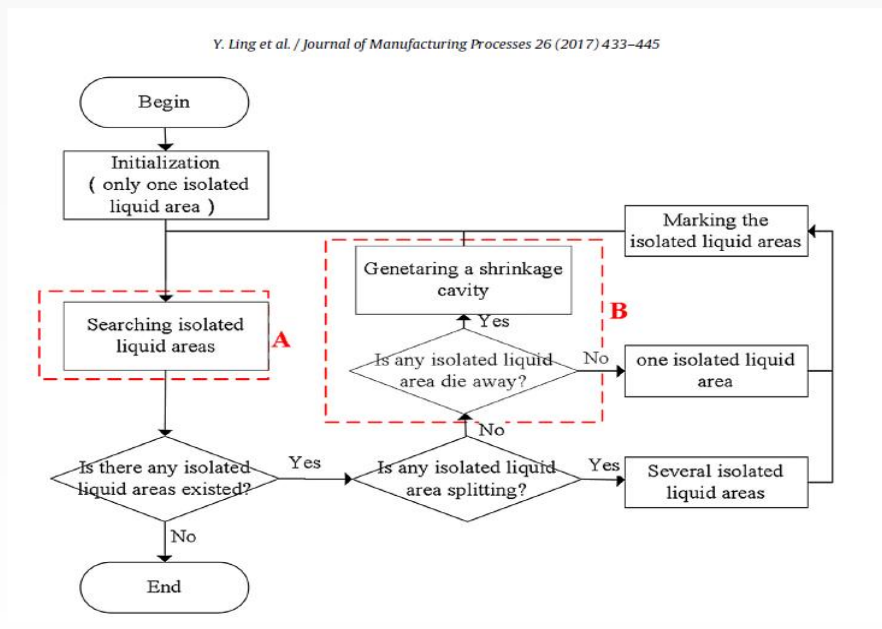 Y. Ling et al. / Journal of Manufacturing Processes 26 (2017) 433–445
Begin
Initialization
( only one isolated
liquid area )
Marking the
isolated liquid areas
Genetaring a shrinkage
cavity
Searching isolated
liquid areas
A
B
Yes
Is any isolated liquid
area die away?
No
one isolated liquid
area
No
Is there any isolated
liquid areas existed?
Yes
Is any isolated liquid
area splitting?
Yes
Several isolated
liquid areas
No
End